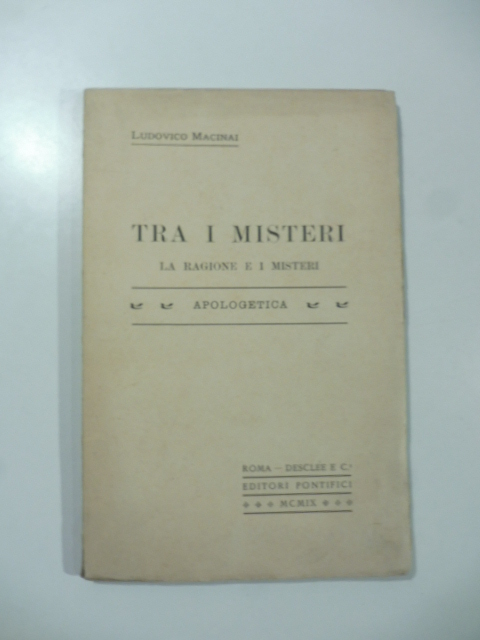 LUDOVICO MACINAI
TRA I MISTERI
LA RAGIONE E I MISTERI
APOLOGETICA
ROMA — DESCLÉE E C.i
EDITORI PONTIFICI
MCMIX